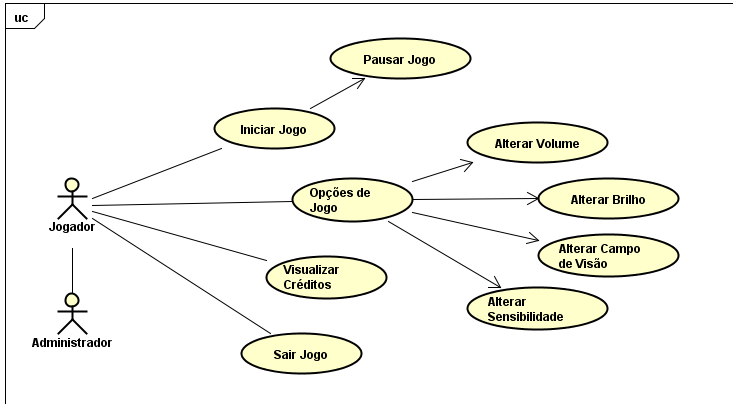 uc
Pausar Jogo
Iniciar Jogo
Alterar Volume
Opções de
Jogo
Alterar Brilho
Jogador
Alterar Campo
de Visão
Visualizar
Créditos
Alterar
Sensibilidade
Administrador
Sair Jogo